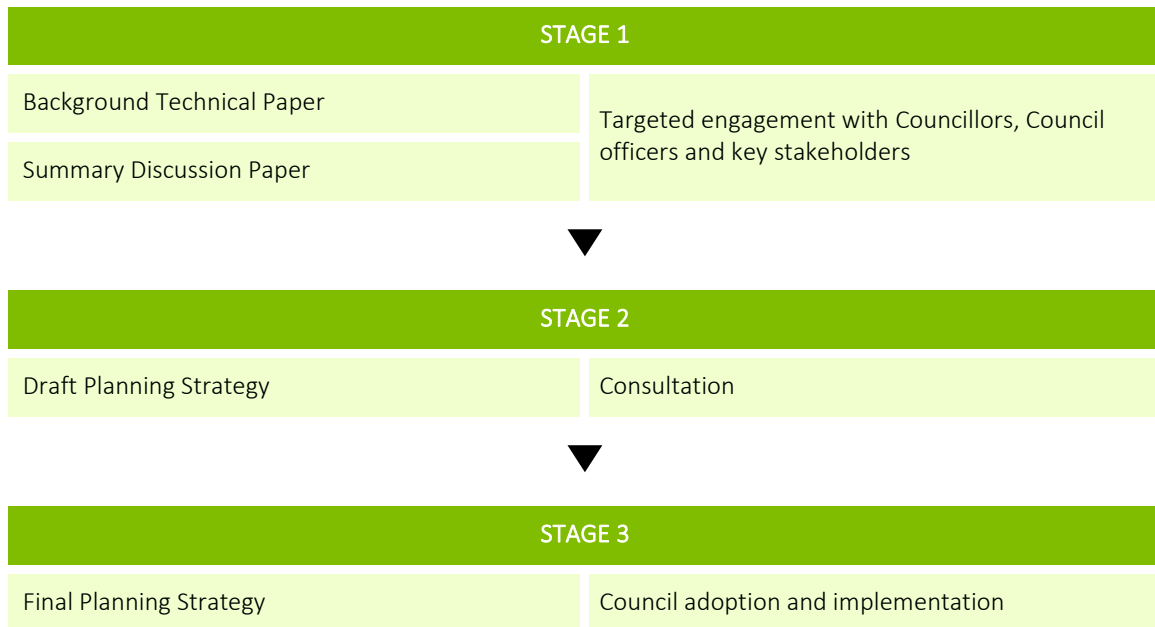 STAGE 1
Background Technical Paper
Summary Discussion Paper
Targeted engagement with Councillors, Council
officers and key stakeholders
STAGE 2
Draft Planning Strategy
Consultation
STAGE 3
Final Planning Strategy
Council adoption and implementation